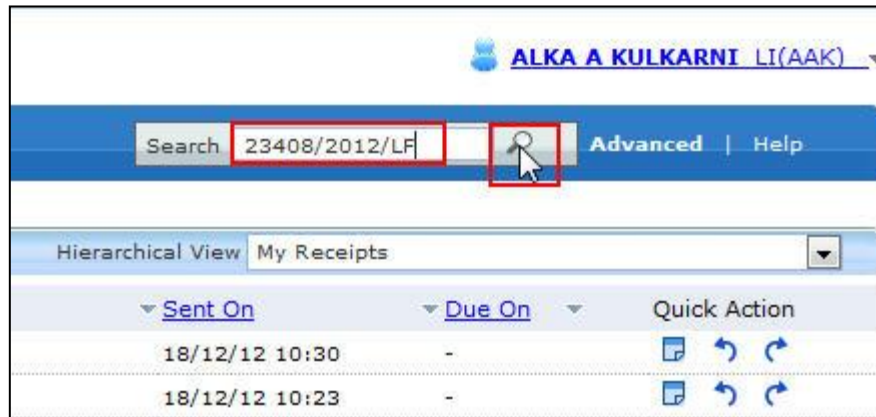 ALKA A KULKARNI LI(AAK)
Search 23408/2012/LF Advanced | Help
Hierarchical View My Receipts
Sent On Due On Quick Action
18/12/12 10:30 -
18/12/12 10:23 -